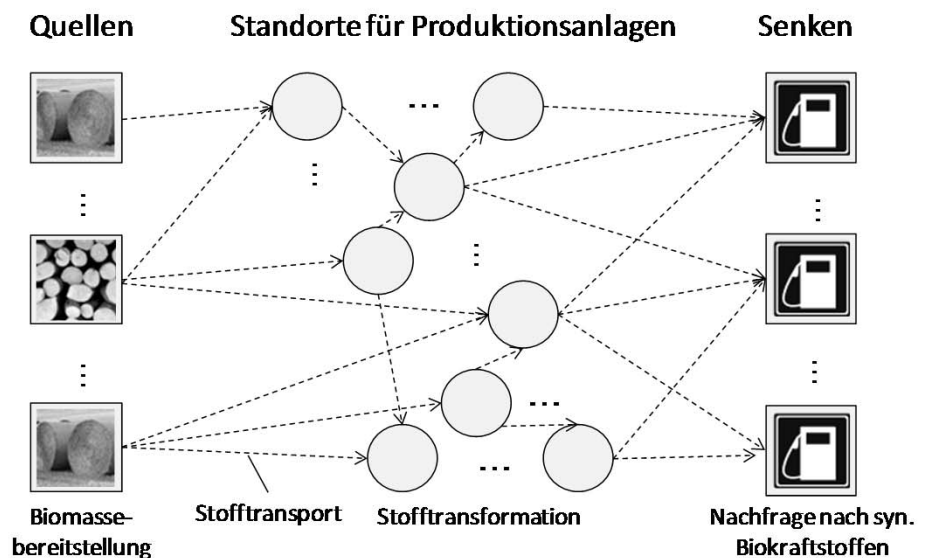 Quellen
Standorte für Produktionsanlagen
Senken
Stofftransport
Stofftransformation
Biomasse-
bereitstellung
Nachfrage nach syn.
Biokraftstoffen